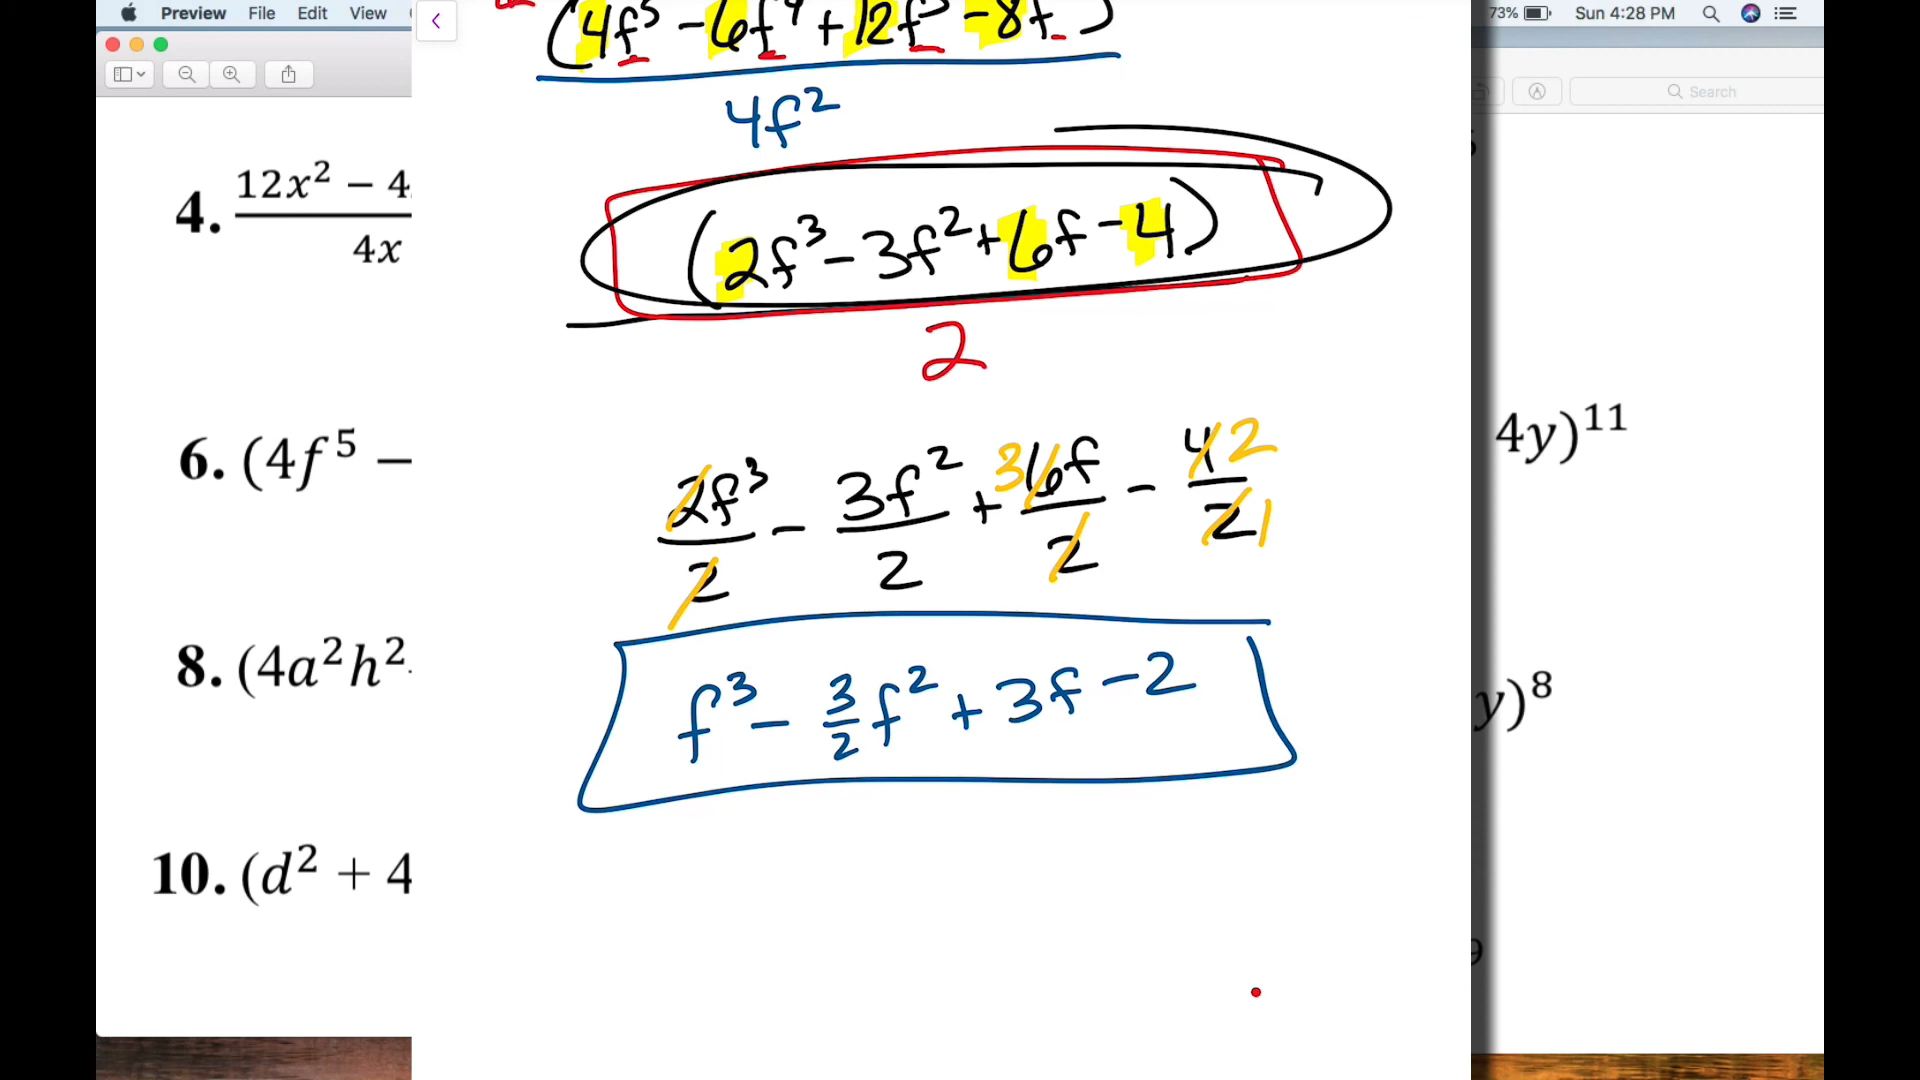 Preview File Edit View
73% Sun 4:28 PM
Search
(4f⁵ - 6f⁴ + 12f³ - 8f
4f²
4. 12x² − 4
4x
(2f³ - 3f² + 6f - 4)
2
6. (4f⁵ −
4y)¹¹
2f³/2 - 3f²/2 + 3 6f/2 - 4 2/2 1
8. (4a²h²
y)⁸
f³ - 3/2 f² + 3f - 2
10. (d² + 4
9